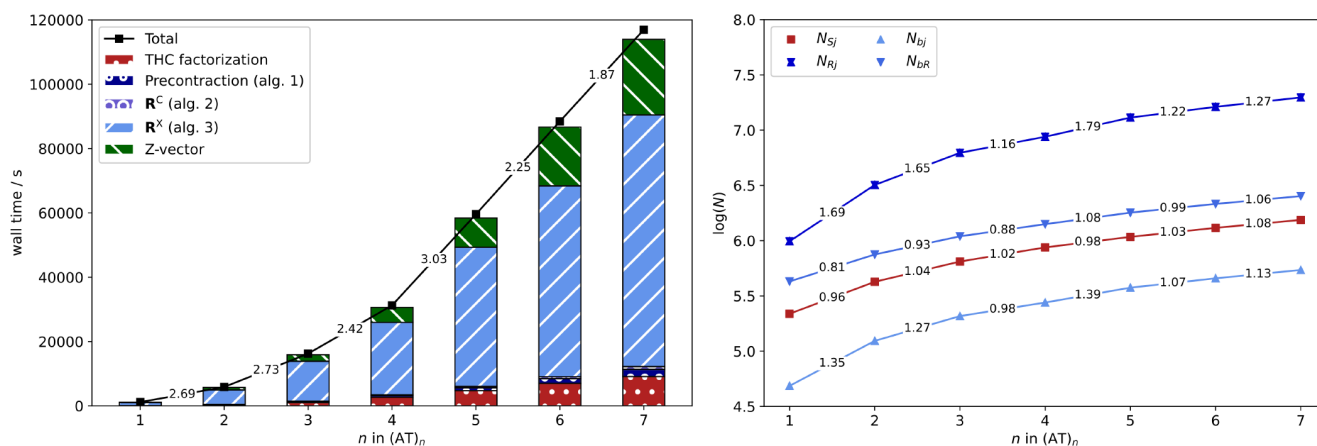 120000
100000
80000
60000
40000
20000
0
wall time / s
Total
THC factorization
Precontraction (alg. 1)
R^C (alg. 2)
R^X (alg. 3)
Z-vector
2.69
2.73
2.42
3.03
2.25
1.87
1 2 3 4 5 6 7
n in (AT)_n
8.0
7.5
7.0
6.5
6.0
5.5
5.0
4.5
log(N)
N_Sj N_bj
N_Rj N_bR
1.69 1.65 1.16 1.79 1.22 1.27
0.81 0.93 0.88 1.08 0.99 1.06
0.96 1.04 1.02 0.98 1.03 1.08
1.35 1.27 0.98 1.39 1.07 1.13
1 2 3 4 5 6 7
n in (AT)_n